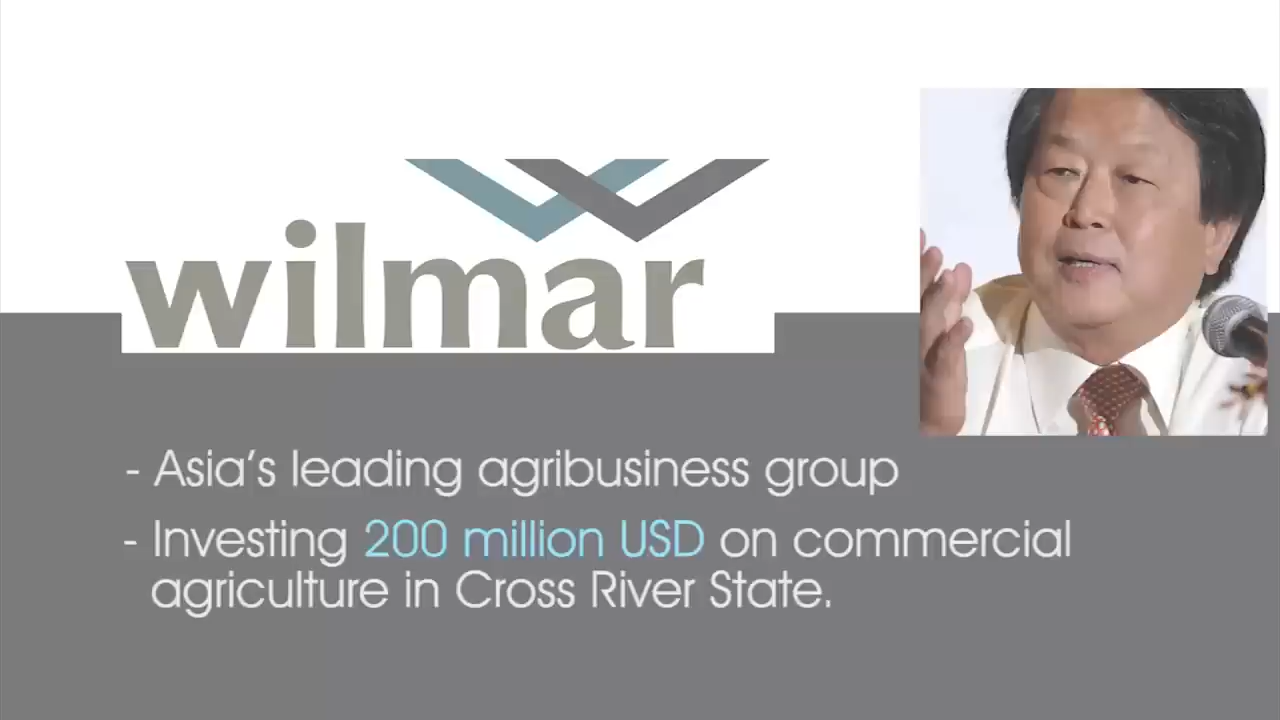 wilmar
- Asia's leading agribusiness group
- Investing 200 million USD on commercial
agriculture in Cross River State.